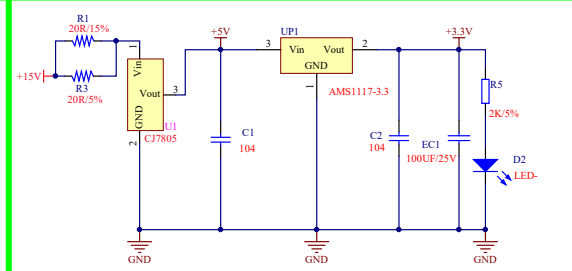 R1
20R/15%
+15V
R3
20R/5%
1
Vin
Vout
3
GND
2
U1
CJ7805
+5V
C1
104
UP1
3
Vin
Vout
2
GND
1
AMS1117-3.3
+3.3V
C2
104
EC1
100UF/25V
R5
2K/5%
D2
LED-
GND
GND
GND